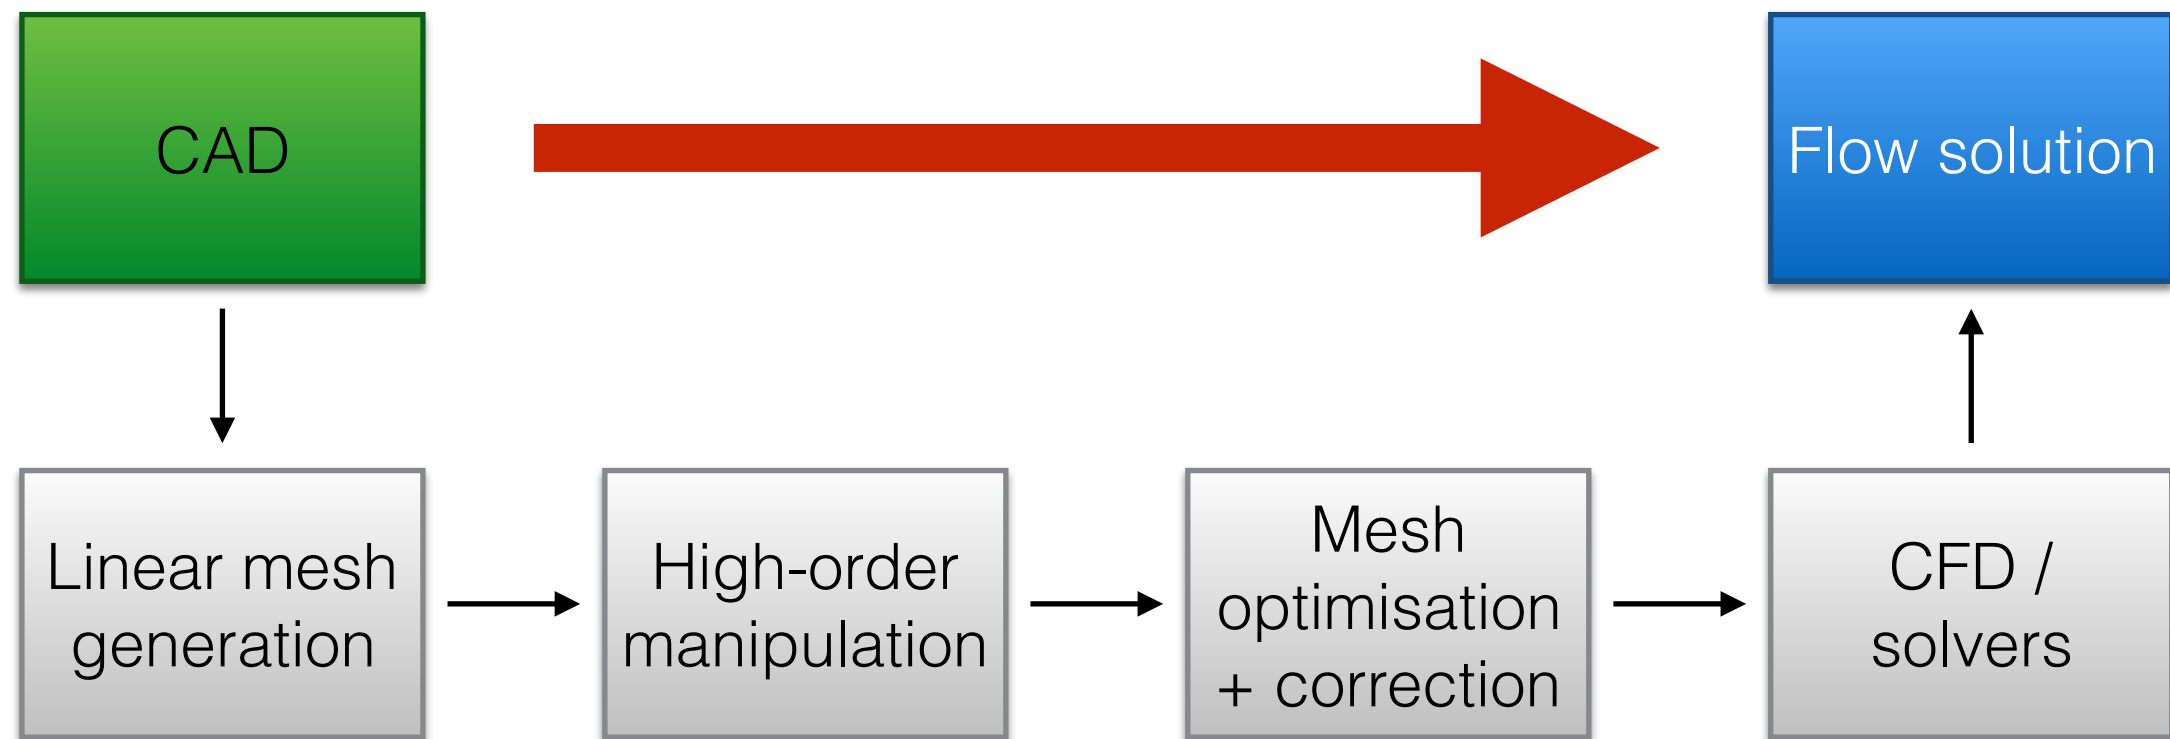 CAD
Flow solution
Linear mesh
generation
High-order
manipulation
Mesh
optimisation
+ correction
CFD /
solvers